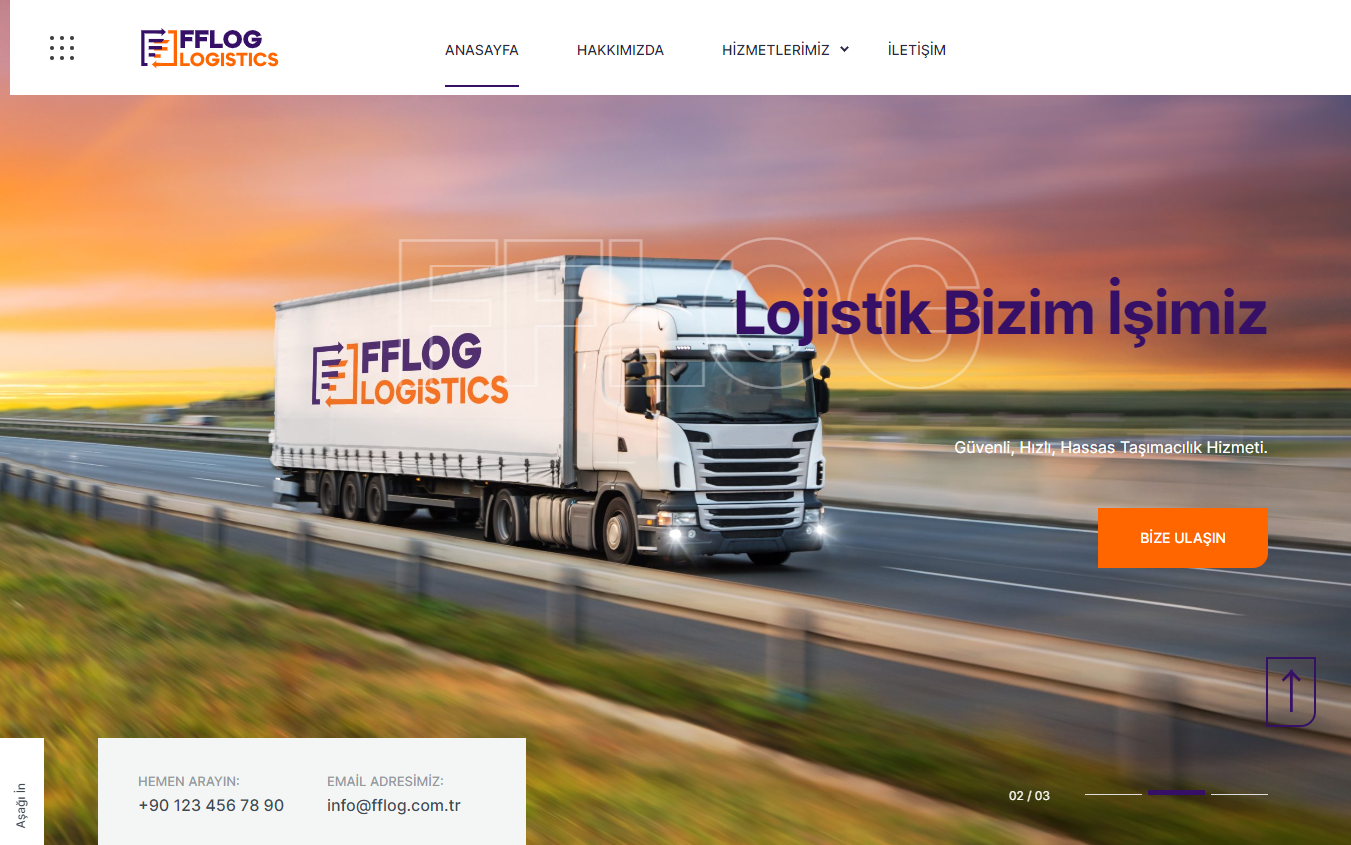 FFLOG
LOGISTICS
ANASAYFA
HAKKIMIZDA
HİZMETLERİMİZ
İLETİŞİM
FFLOG
Lojistik Bizim İşimiz
FFLOG
LOGISTICS
Güvenli, Hızlı, Hassas Taşımacılık Hizmeti.
BİZE ULAŞIN
Aşağı in
HEMEN ARAYIN:
+90 123 456 78 90
EMAİL ADRESİMİZ:
info@fflog.com.tr
02 / 03